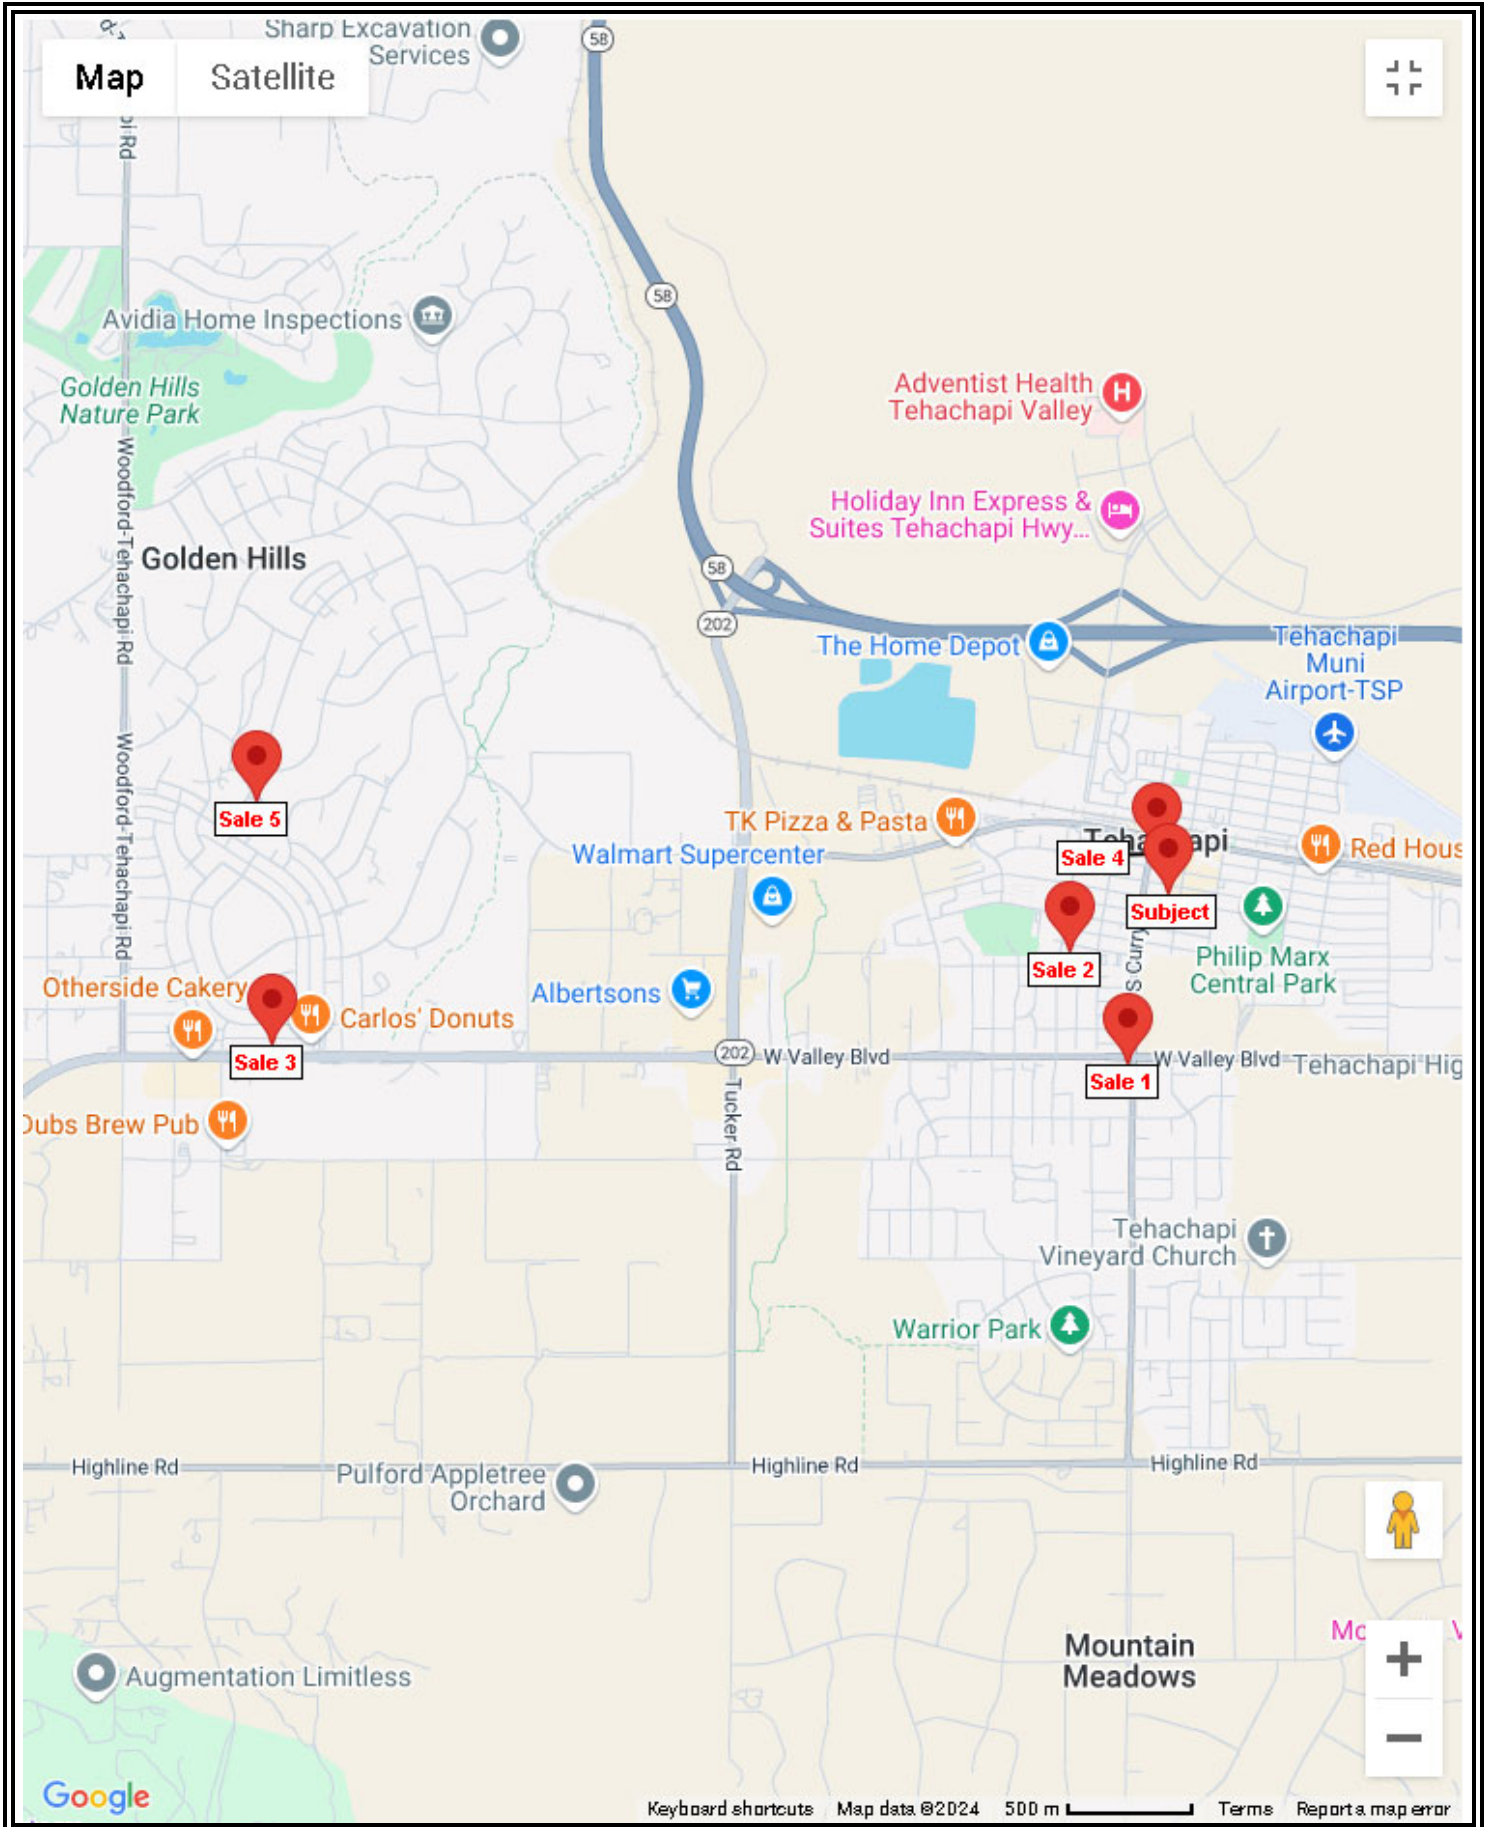 Sharp Excavation
Services
58
Map
Satellite
58
Avidia Home Inspections
Golden Hills
Nature Park
Adventist Health
Tehachapi Valley
H
Holiday Inn Express &
Suites Tehachapi Hwy...
Woodford-Tehachapi Rd
Golden Hills
58
202
The Home Depot
Tehachapi
Muni
Airport-TSP
Woodford-Tehachapi Rd
Sale 5
TK Pizza & Pasta
Walmart Supercenter
Sale 4
Red Hous
Subject
Sale 2
S Curry
Philip Marx
Central Park
Otherside Cakery
Carlos' Donuts
Albertsons
Sale 3
202
W Valley Blvd
Sale 1
W Valley Blvd
Tehachapi Hig
Dubs Brew Pub
Tucker Rd
Tehachapi
Vineyard Church
Warrior Park
Highline Rd
Highline Rd
Highline Rd
Pulford Appletree
Orchard
Mountain
Meadows
Augmentation Limitless
+
−
Google
Keyboard shortcuts
Map data ©2024
500 m
Terms
Report a map error